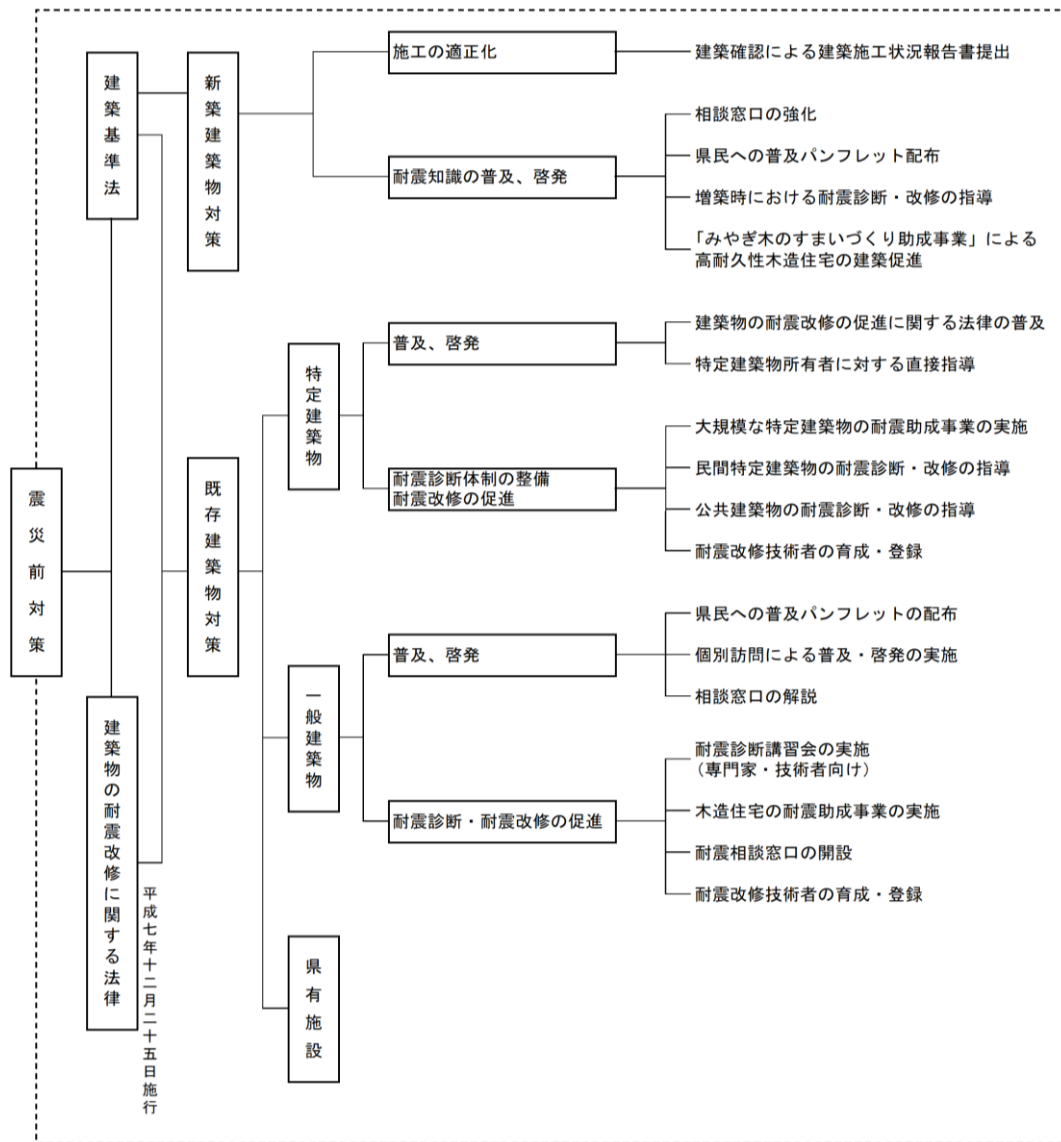 震災前対策
建築基準法
建築物の耐震改修に関する法律
平成七年十二月二十五日施行
新築建築物対策
施工の適正化
建築確認による建築施工状況報告書提出
耐震知識の普及、啓発
相談窓口の強化
県民への普及パンフレット配布
増築時における耐震診断・改修の指導
「みやぎ木のすまいづくり助成事業」による
高耐久性木造住宅の建築促進
既存建築物対策
特定建築物
普及、啓発
建築物の耐震改修の促進に関する法律の普及
特定建築物所有者に対する直接指導
耐震診断体制の整備
耐震改修の促進
大規模な特定建築物の耐震助成事業の実施
民間特定建築物の耐震診断・改修の指導
公共建築物の耐震診断・改修の指導
耐震改修技術者の育成・登録
一般建築物
普及、啓発
県民への普及パンフレットの配布
個別訪問による普及・啓発の実施
相談窓口の解説
耐震診断・耐震改修の促進
耐震診断講習会の実施
（専門家・技術者向け）
木造住宅の耐震助成事業の実施
耐震相談窓口の開設
耐震改修技術者の育成・登録
県有施設